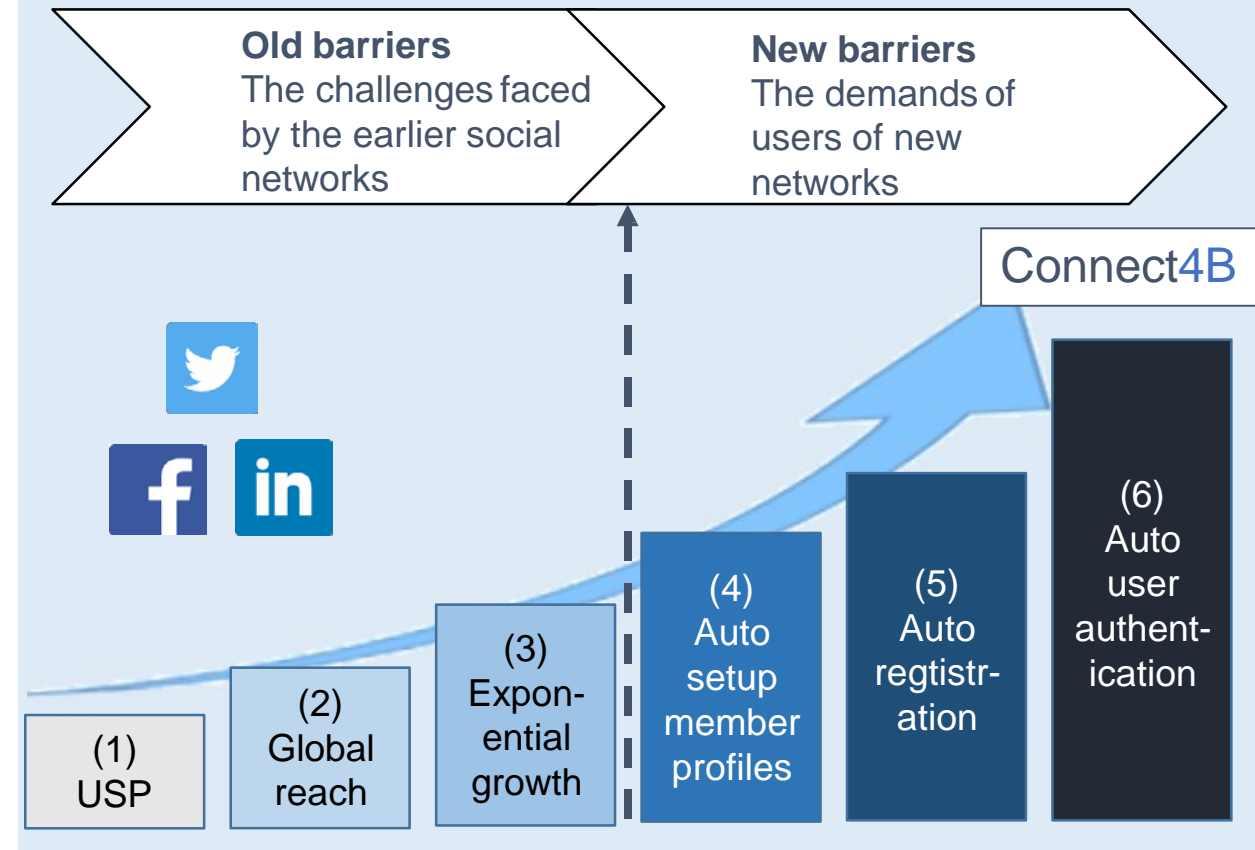 Old barriers
The challenges faced
by the earlier social
networks
New barriers
The demands of
users of new
networks
Connect4B
f
in
(1)
USP
(2)
Global
reach
(3)
Expon-
ential
growth
(4)
Auto
setup
member
profiles
(5)
Auto
regtistr-
ation
(6)
Auto
user
authent-
ication